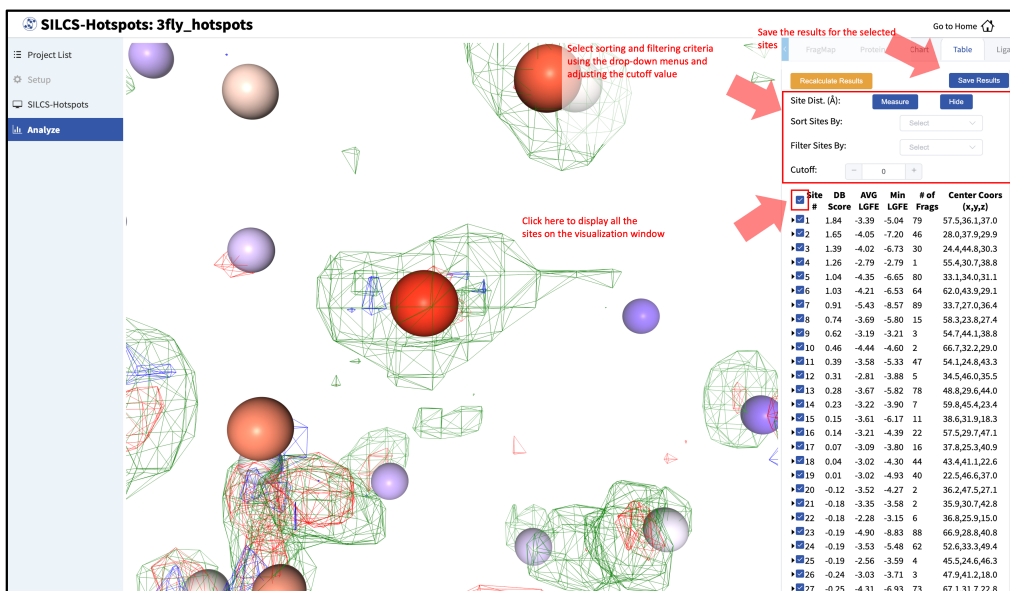 SILCS-Hotspots: 3fly_hotspots
Go to Home
Project List
Setup
SILCS-Hotspots
Analyze
Select sorting and filtering criteria
using the drop-down menus and
adjusting the cutoff value
Save the results for the selected
sites
FragMap Protein Chart Table Liga
Recalculate Results Save Results
Site Dist. (Å): Measure Hide
Sort Sites By: Select
Filter Sites By: Select
Cutoff: − 0 +
Click here to display all the
sites on the visualization window
Site DB AVG Min # of Center Coors
# Score LGFE LGFE Frags (x,y,z)
1 1.84 -3.39 -5.04 79 57.5,36.1,37.0
2 1.65 -4.05 -7.20 46 28.0,37.9,29.9
3 1.39 -4.02 -6.73 30 24.4,44.8,30.3
4 1.26 -2.79 -2.79 1 55.4,30.7,38.8
5 1.04 -4.35 -6.65 80 33.1,34.0,31.1
6 1.03 -4.21 -6.53 64 62.0,43.9,29.1
7 0.91 -5.43 -8.57 89 33.7,27.0,36.4
8 0.74 -3.69 -5.80 15 58.3,23.8,27.4
9 0.62 -3.19 -3.21 3 54.7,44.1,38.8
10 0.46 -4.44 -4.60 2 66.7,32.2,29.0
11 0.39 -3.58 -5.33 47 54.1,24.8,43.3
12 0.31 -2.81 -3.88 5 34.5,46.0,35.5
13 0.28 -3.67 -5.82 78 48.8,29.6,44.0
14 0.23 -3.22 -3.90 7 59.8,45.4,23.4
15 0.15 -3.61 -6.17 11 38.6,31.9,18.3
16 0.14 -3.21 -4.39 22 57.5,29.7,47.1
17 0.07 -3.09 -3.80 16 37.8,25.3,40.9
18 0.04 -3.02 -4.30 44 43.4,41.1,22.6
19 0.01 -3.02 -4.93 40 22.5,46.6,37.0
20 -0.12 -3.52 -4.27 2 36.2,47.5,27.1
21 -0.18 -3.35 -3.58 2 35.9,30.7,42.8
22 -0.18 -2.28 -3.15 6 36.8,25.9,15.0
23 -0.19 -4.90 -8.83 88 66.9,28.8,40.8
24 -0.19 -3.53 -5.48 62 52.6,33.3,49.4
25 -0.19 -2.56 -3.59 4 45.5,24.6,46.3
26 -0.24 -3.03 -3.71 3 47.9,41.2,18.0
27 -0.25 -4.31 -6.93 73 67.1,31.7,22.8